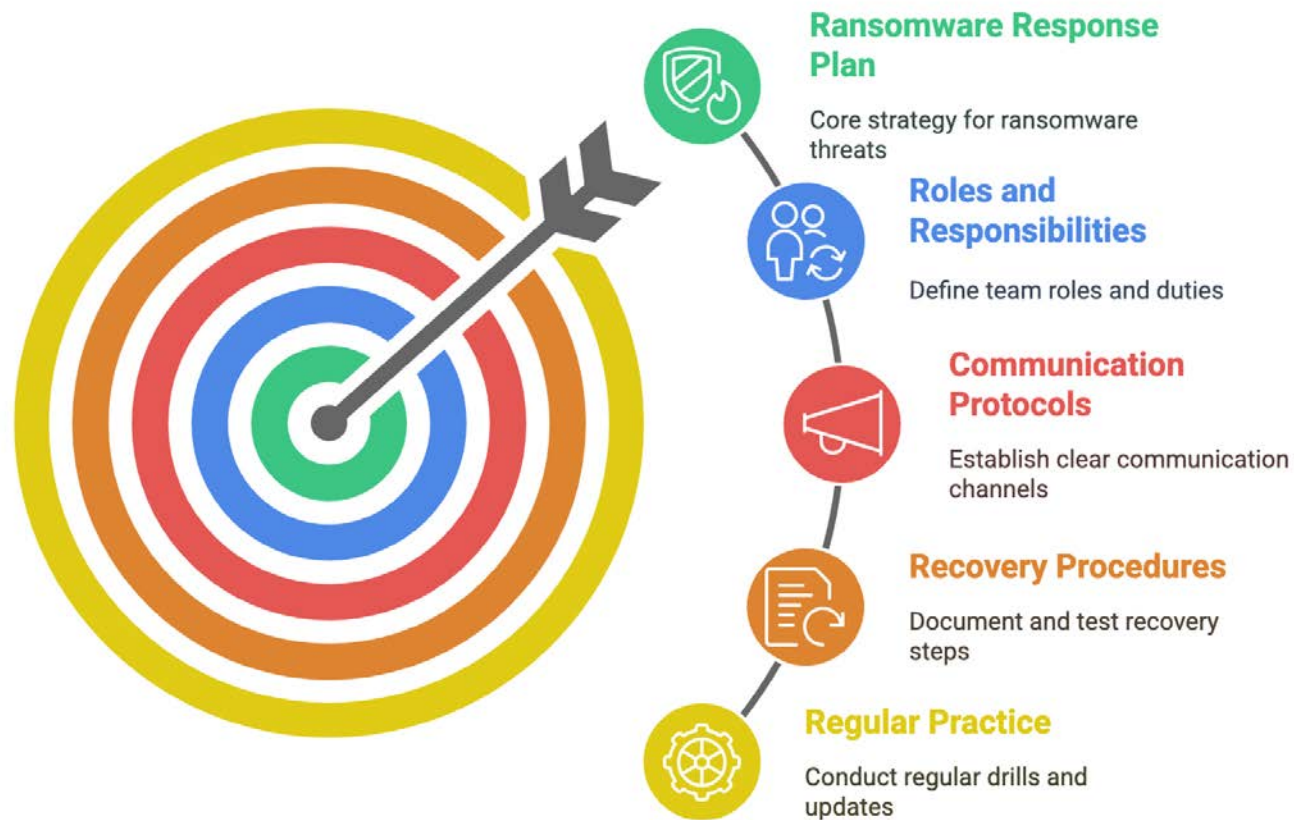 Ransomware Response
Plan
Core strategy for ransomware
threats
Roles and
Responsibilities
Define team roles and duties
Communication
Protocols
Establish clear communication
channels
Recovery Procedures
Document and test recovery
steps
Regular Practice
Conduct regular drills and
updates